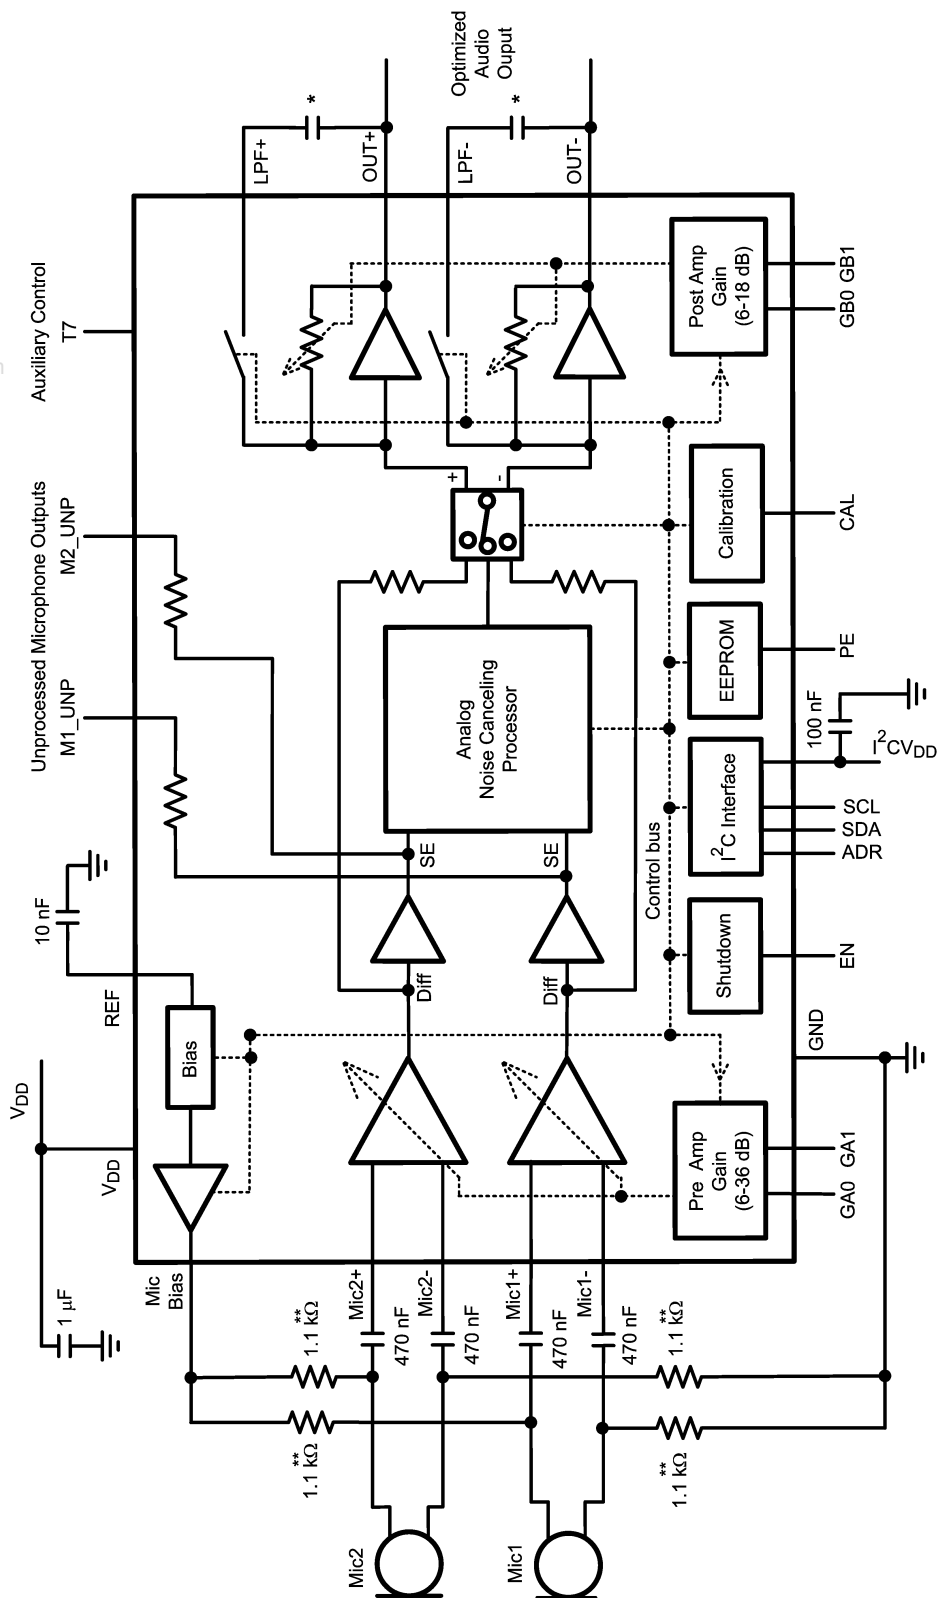 V_DD
1 μF
10 nF
Unprocessed Microphone Outputs
M1_UNP
M2_UNP
Auxiliary Control
T7
V_DD
REF
Mic
Bias
Bias
1.1 kΩ
**
1.1 kΩ
**
Mic2
Mic2+
470 nF
Mic2-
470 nF
Mic1
Mic1+
470 nF
Mic1-
470 nF
1.1 kΩ
**
1.1 kΩ
**
Diff
SE
Diff
SE
Analog
Noise Canceling
Processor
+
-
LPF+
*
OUT+
Optimized
Audio
Ouput
LPF-
*
OUT-
Control bus
Pre Amp
Gain
(6-36 dB)
Shutdown
I²C Interface
EEPROM
Calibration
Post Amp
Gain
(6-18 dB)
GA0
GA1
GND
EN
ADR
SDA
SCL
I²CV_DD
100 nF
PE
CAL
GB0
GB1